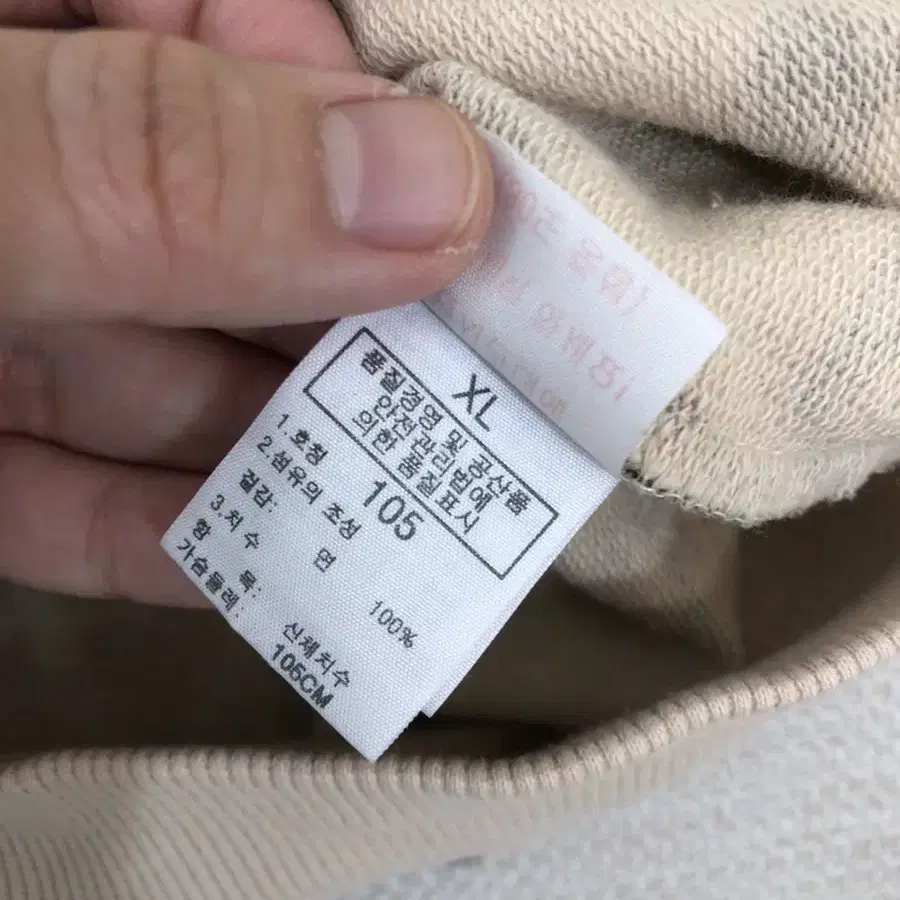 XL
품질경영 및 공산품
안전관리법에
의한 품질표시
1. 호칭 105
2. 섬유의 조성
겉감: 면 100%
3. 치수
항 목: 신체치수
가슴둘레: 105CM